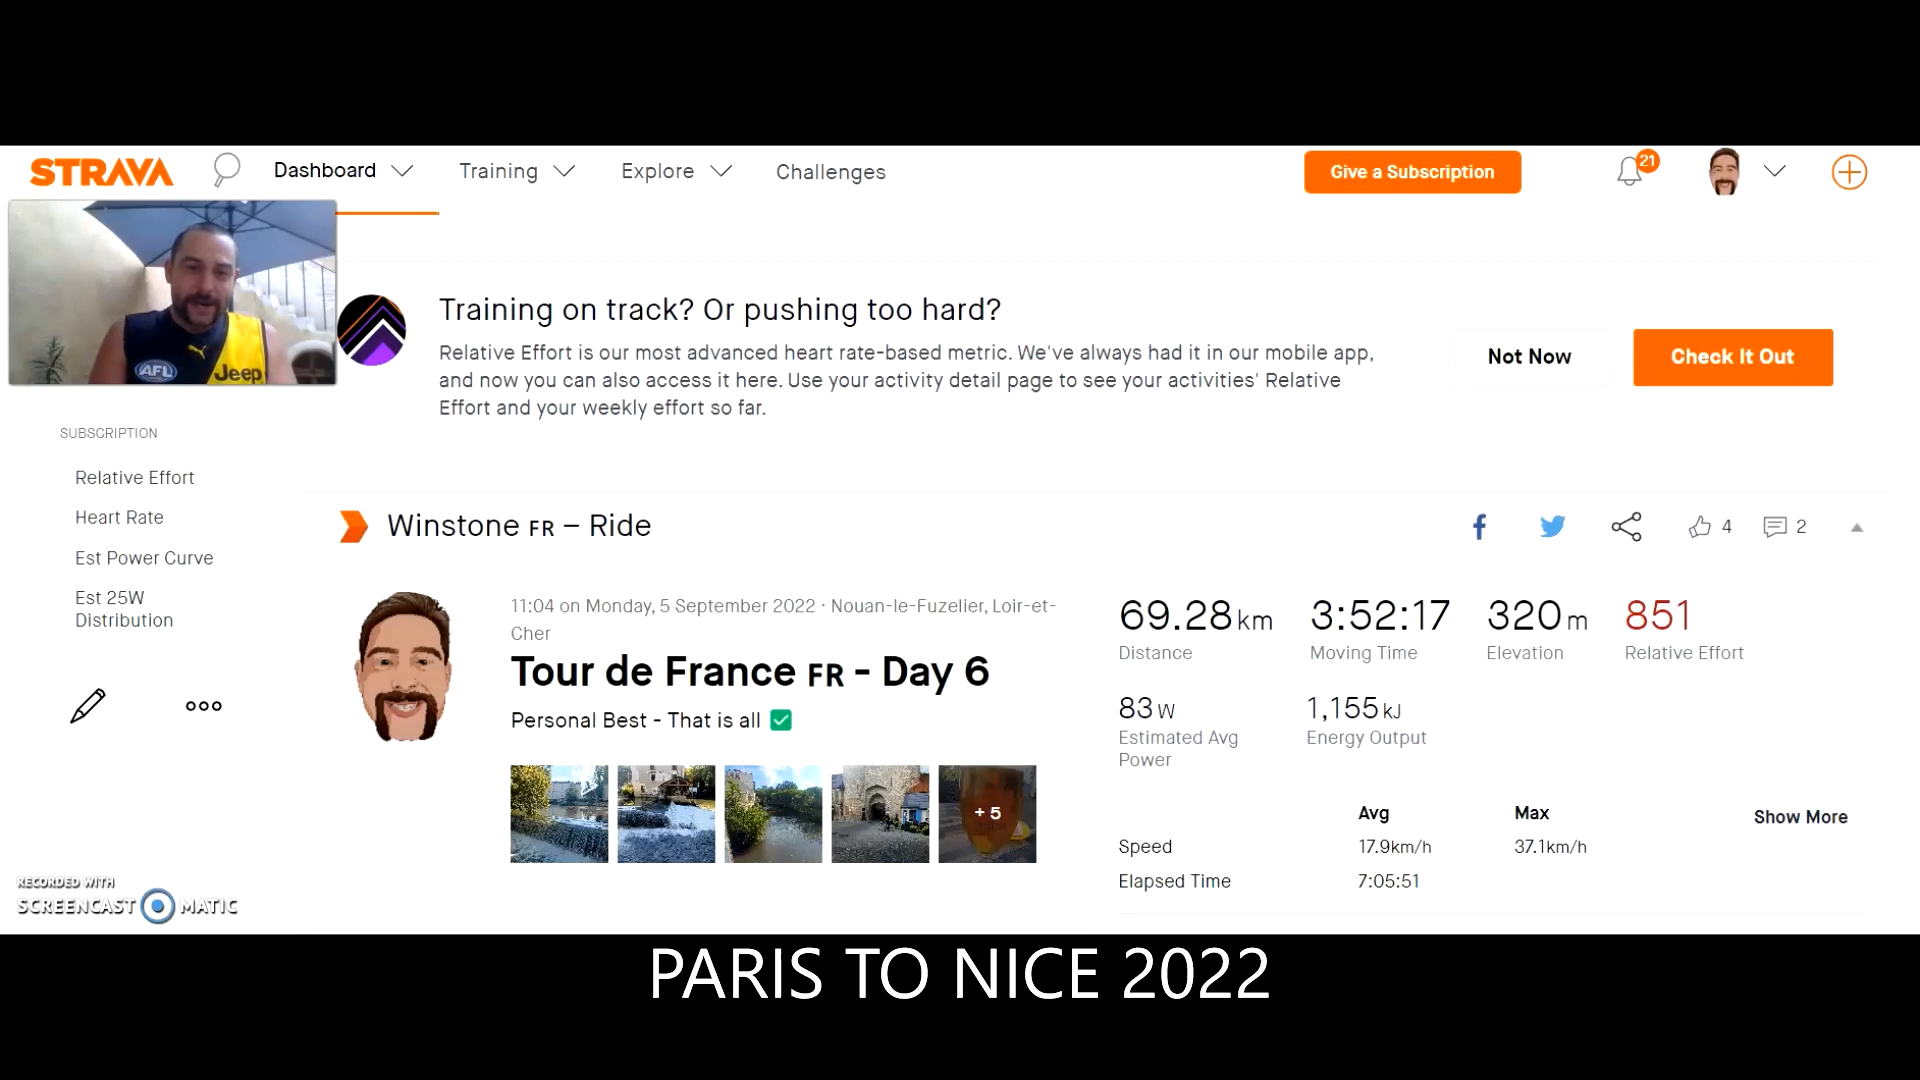 STRAVA
Dashboard
Training
Explore
Challenges
Give a Subscription
21
AFL
Jeep
Training on track? Or pushing too hard?
Relative Effort is our most advanced heart rate-based metric. We've always had it in our mobile app,
and now you can also access it here. Use your activity detail page to see your activities' Relative
Effort and your weekly effort so far.
Not Now
Check It Out
SUBSCRIPTION
Relative Effort
Heart Rate
Est Power Curve
Est 25W
Distribution
Winstone FR – Ride
4
2
11:04 on Monday, 5 September 2022 · Nouan-le-Fuzelier, Loir-et-
Cher
Tour de France FR - Day 6
Personal Best - That is all
+ 5
69.28 km
Distance
3:52:17
Moving Time
320 m
Elevation
851
Relative Effort
83 W
Estimated Avg
Power
1,155 kJ
Energy Output
Avg
Max
Show More
Speed
17.9km/h
37.1km/h
Elapsed Time
7:05:51
RECORDED WITH
SCREENCAST MATIC
PARIS TO NICE 2022